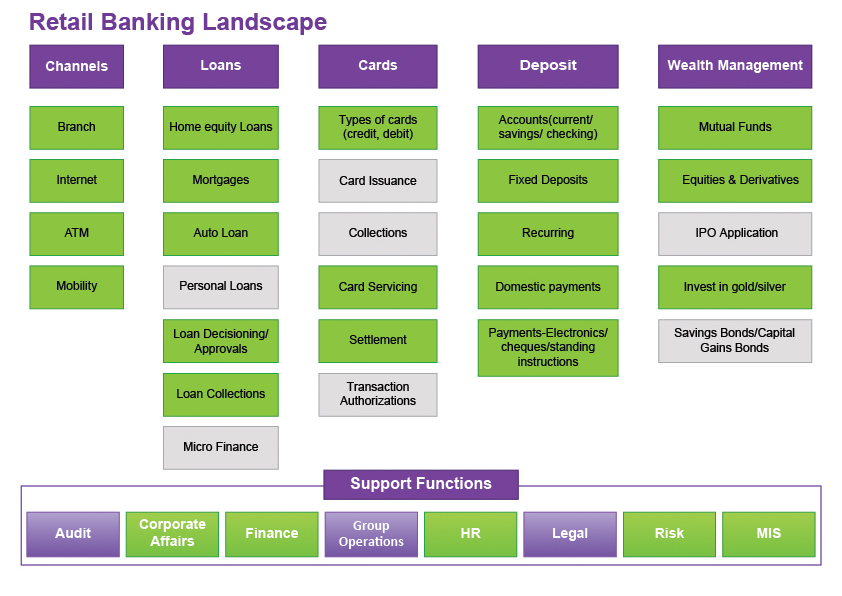 Retail Banking Landscape
Channels
Branch
Internet
ATM
Mobility
Loans
Home equity Loans
Mortgages
Auto Loan
Personal Loans
Loan Decisioning/
Approvals
Loan Collections
Micro Finance
Cards
Types of cards
(credit, debit)
Card Issuance
Collections
Card Servicing
Settlement
Transaction
Authorizations
Deposit
Accounts(current/
savings/ checking)
Fixed Deposits
Recurring
Domestic payments
Payments-Electronics/
cheques/standing
instructions
Wealth Management
Mutual Funds
Equities & Derivatives
IPO Application
Invest in gold/silver
Savings Bonds/Capital
Gains Bonds
Support Functions
Audit
Corporate
Affairs
Finance
Group
Operations
HR
Legal
Risk
MIS